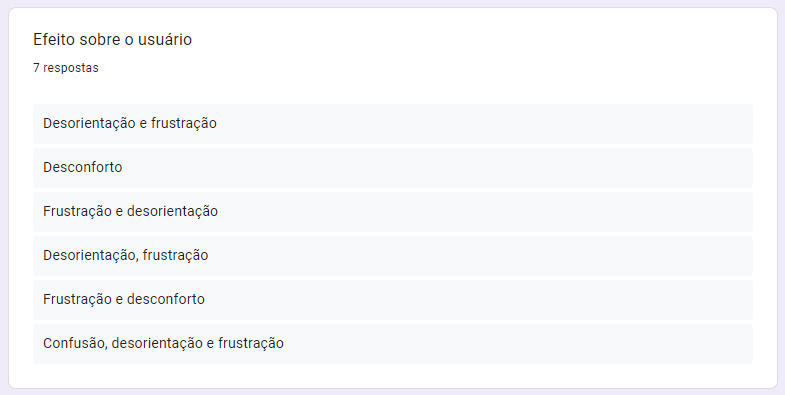 Efeito sobre o usuário
7 respostas
Desorientação e frustração
Desconforto
Frustração e desorientação
Desorientação, frustração
Frustração e desconforto
Confusão, desorientação e frustração